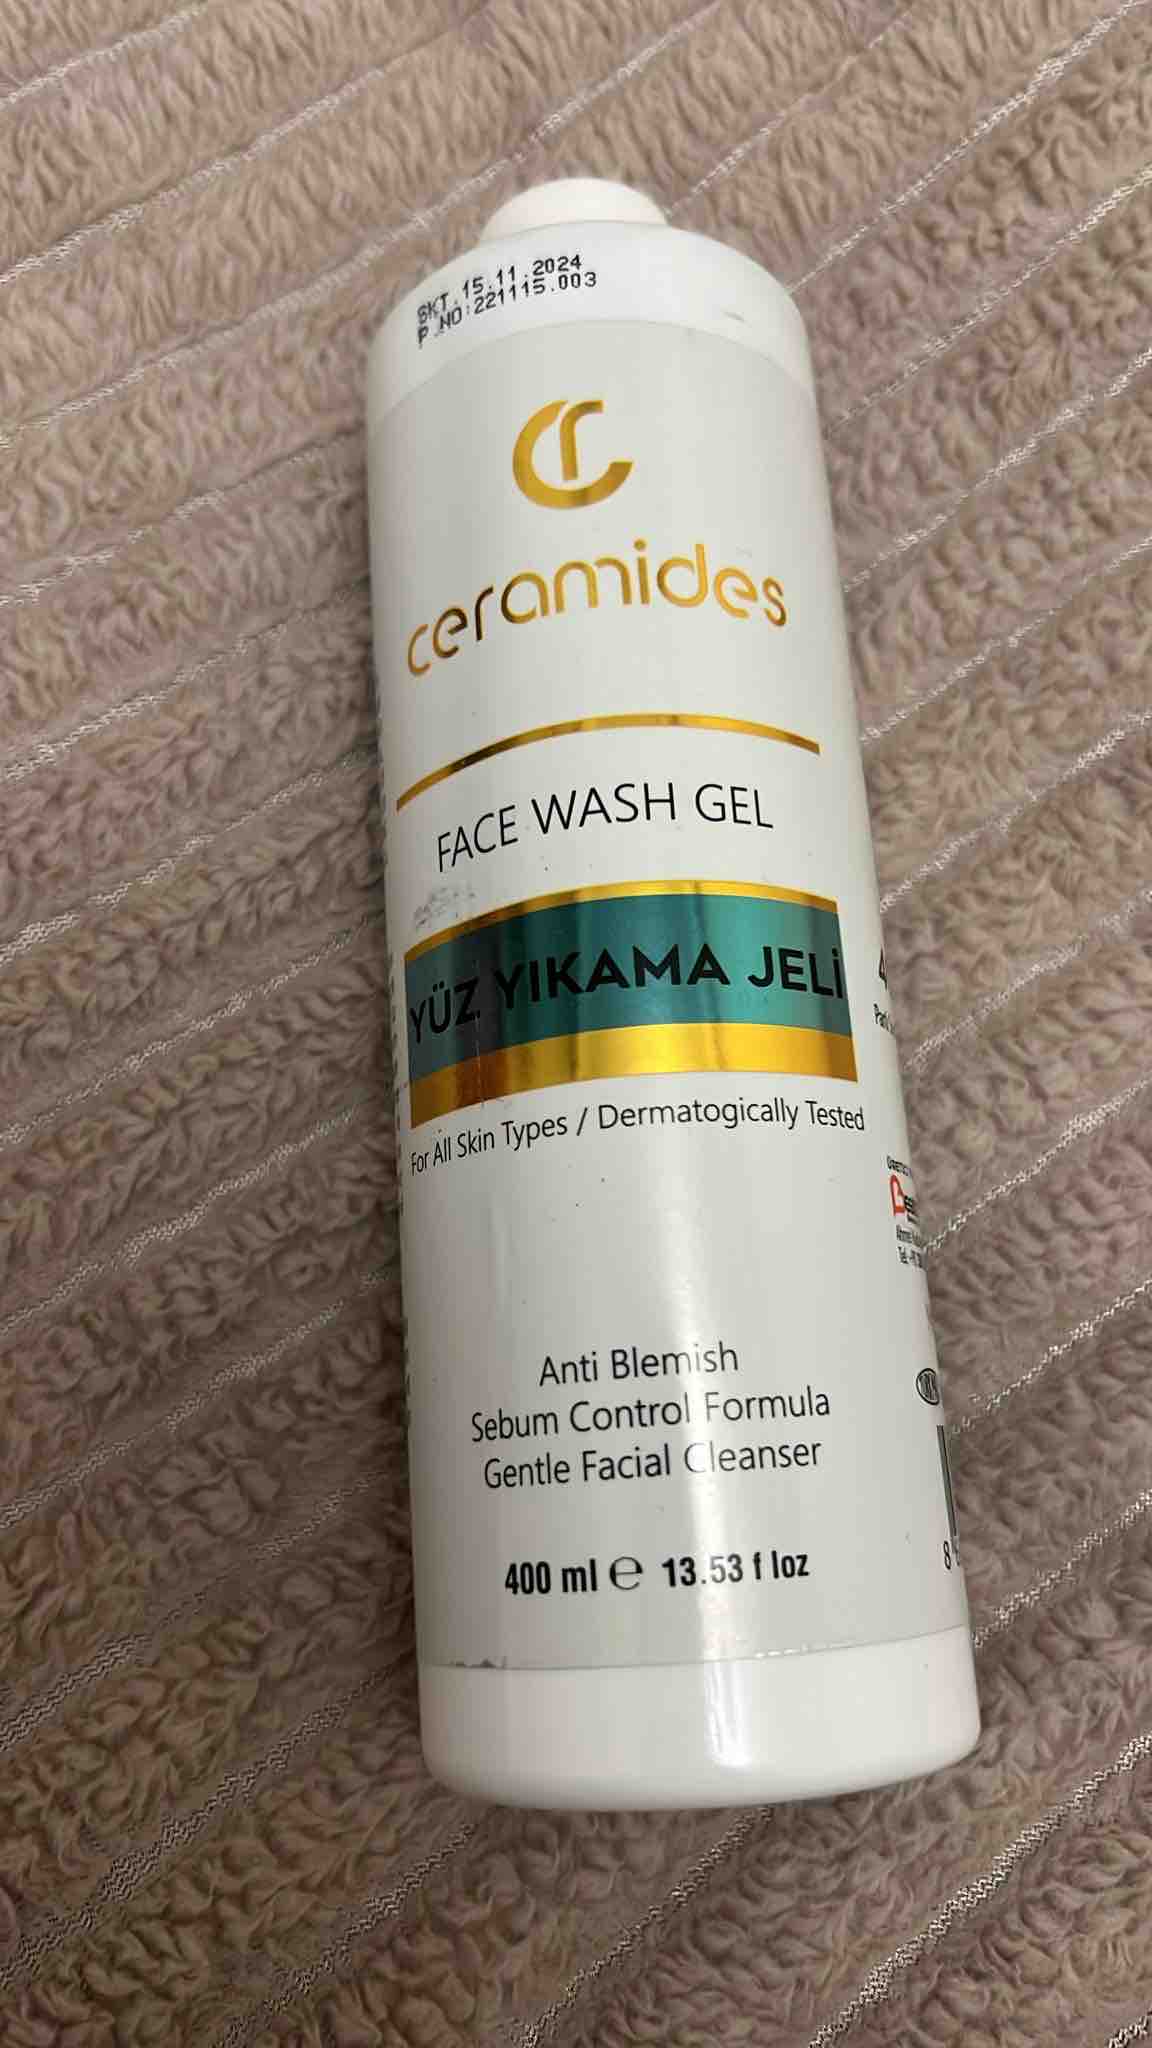 SKT.15.11.2024
P.NO:221115.003
cr
ceramides
FACE WASH GEL
YÜZ YIKAMA JELİ
For All Skin Types / Dermatogically Tested
Anti Blemish
Sebum Control Formula
Gentle Facial Cleanser
400 ml ℮ 13.53 f loz